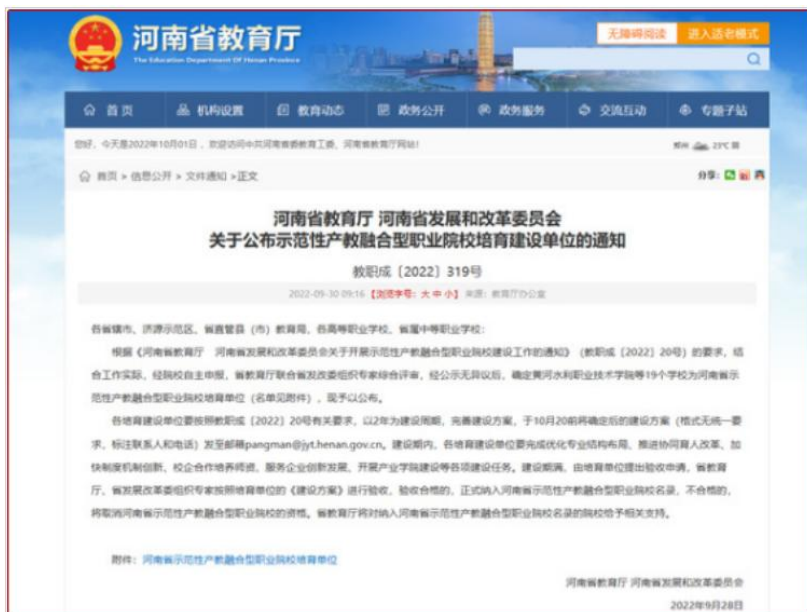 河南省教育厅
The Education Department Of Henan Province
无障碍阅读 进入适老模式
首页 机构设置 教育动态 政务公开 政务服务 交流互动 专题子站
您好，今天是2022年10月01日，欢迎访问中共河南省委教育工委、河南省教育厅网站！
郑州 23℃
首页 > 信息公开 > 文件通知 >正文
分享：
河南省教育厅 河南省发展和改革委员会
关于公布示范性产教融合型职业院校培育建设单位的通知
教职成〔2022〕319号
2022-09-30 09:16 【浏览字号：大 中 小】 来源：教育厅办公室
各省辖市、济源示范区、省直管县（市）教育局，各高等职业学校，省属中等职业学校：
根据《河南省教育厅 河南省发展和改革委员会关于开展示范性产教融合型职业院校建设工作的通知》（教职成〔2022〕20号）的要求，结
合工作实际，经院校自主申报，省教育厅联合省发改委组织专家综合评审，经公示无异议后，确定黄河水利职业技术学院等19个学校为河南省示
范性产教融合型职业院校培育单位（名单见附件），现予以公布。
各培育建设单位要按照教职成〔2022〕20号有关要求，以2年为建设周期，完善建设方案，于10月20前将确定后的建设方案（格式无统一要
求，标注联系人和电话）发至邮箱pangman@jyt.henan.gov.cn。建设期内，各培育建设单位要完成优化专业结构布局、推进协同育人改革、加
快制度机制创新、校企合作培养师资、服务企业创新发展、开展产业学院建设等各项建设任务。建设期满，由培育单位提出验收申请，省教育
厅、省发展改革委组织专家按照培育单位的《建设方案》进行验收，验收合格的，正式纳入河南省示范性产教融合型职业院校名录，不合格的，
将取消河南省示范性产教融合型职业院校的资格。省教育厅将对纳入河南省示范性产教融合型职业院校名录的院校给予相关支持。
附件：河南省示范性产教融合型职业院校培育单位
河南省教育厅 河南省发展和改革委员会
2022年9月28日